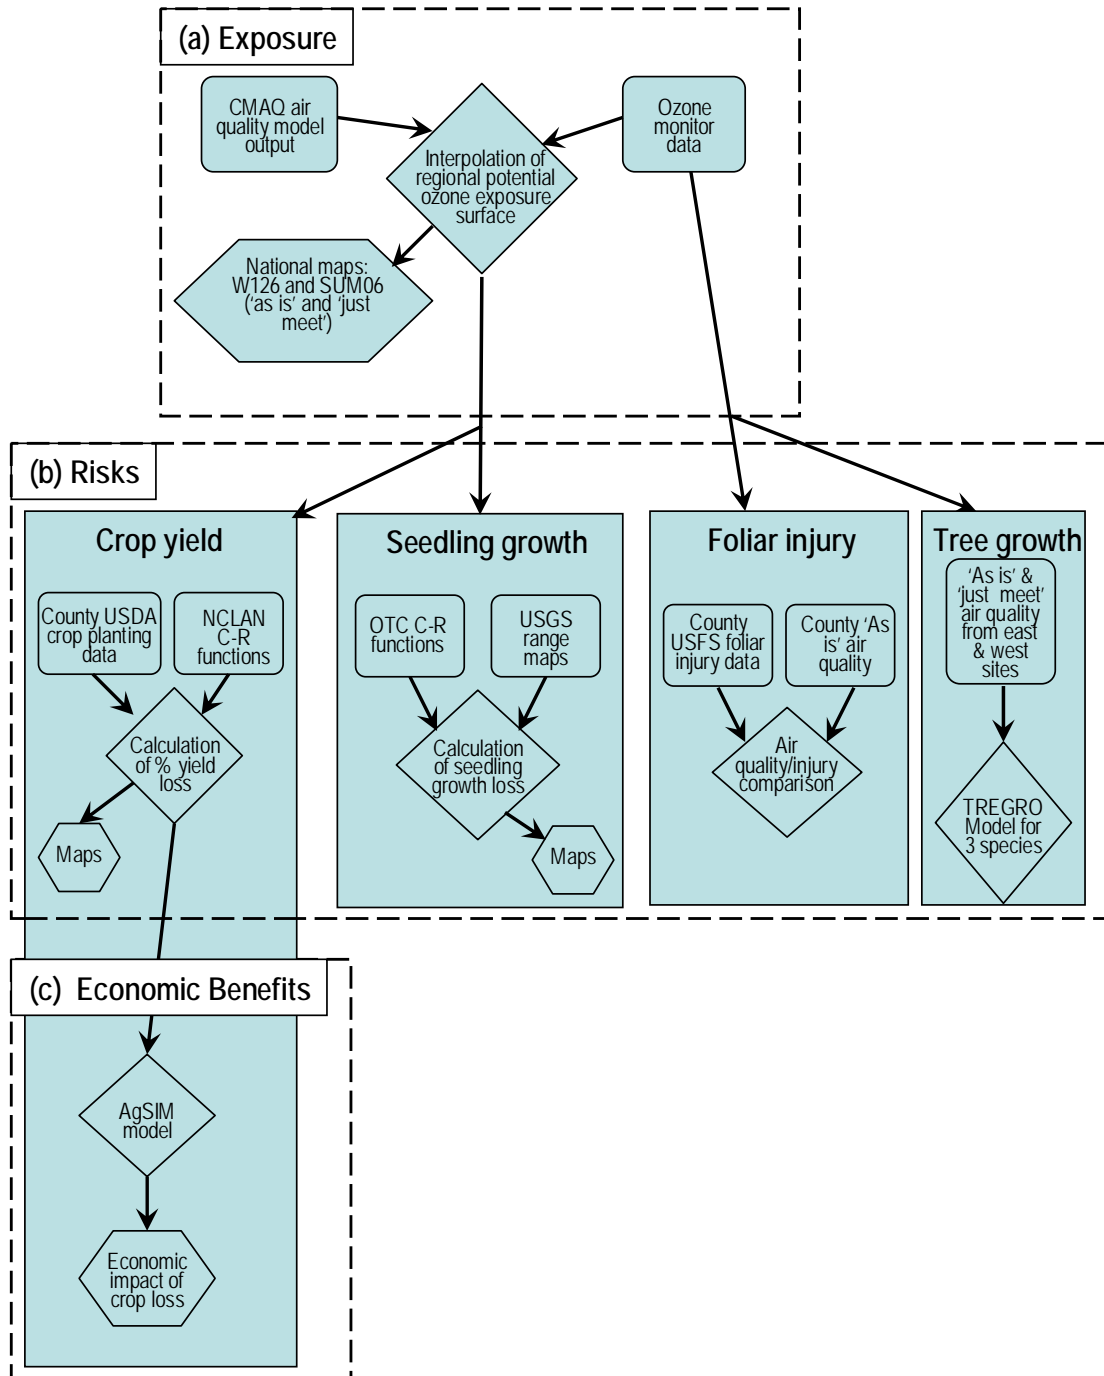 (a) Exposure
CMAQ air
quality model
output
Ozone
monitor
data
Interpolation of
regional potential
ozone exposure
surface
National maps:
W126 and SUM06
('as is' and 'just
meet')
(b) Risks
Crop yield
County USDA
crop planting
data
NCLAN
C-R
functions
Calculation
of % yield
loss
Maps
Seedling growth
OTC C-R
functions
USGS
range
maps
Calculation
of seedling
growth loss
Maps
Foliar injury
County
USFS foliar
injury data
County 'As
is' air
quality
Air
quality/injury
comparison
Tree growth
'As is' &
'just meet'
air quality
from east
& west
sites
TREGRO
Model for
3 species
(c) Economic Benefits
AgSIM
model
Economic
impact of
crop loss